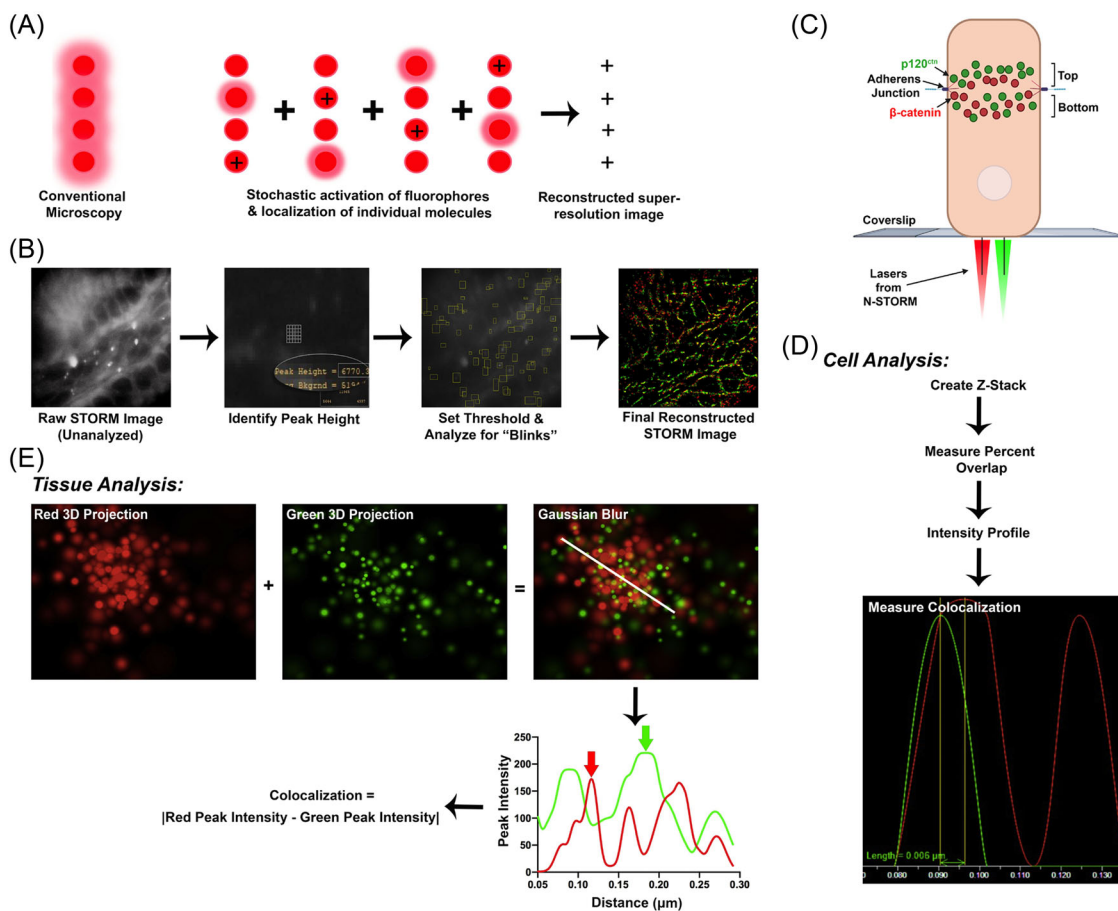 (A)
+
+
+
+
+
+
+
+
+
+
+
Conventional
Microscopy
Stochastic activation of fluorophores
& localization of individual molecules
Reconstructed super-
resolution image
(B)
Peak Height =
Bkgrnd =
Raw STORM Image
(Unanalyzed)
Identify Peak Height
Set Threshold &
Analyze for “Blinks”
Final Reconstructed
STORM Image
(C)
p120ctn
Adherens
Junction
β-catenin
Top
Bottom
Coverslip
Lasers
from
N-STORM
(D)
Cell Analysis:
Create Z-Stack
Measure Percent
Overlap
Intensity Profile
Measure Colocalization
Length = 0.006 µm
0.080 0.090 0.100 0.110 0.120 0.130
(E)
Tissue Analysis:
Red 3D Projection
+
Green 3D Projection
=
Gaussian Blur
Colocalization =
|Red Peak Intensity - Green Peak Intensity|
Peak Intensity
250
200
150
100
50
0
0.05 0.10 0.15 0.20 0.25 0.30
Distance (µm)